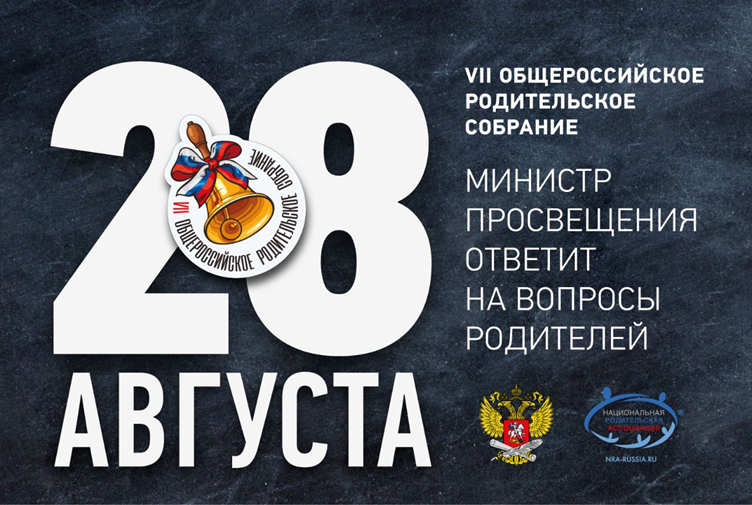 28
АВГУСТА
VII ОБЩЕРОССИЙСКОЕ РОДИТЕЛЬСКОЕ СОБРАНИЕ
VII ОБЩЕРОССИЙСКОЕ
РОДИТЕЛЬСКОЕ
СОБРАНИЕ
МИНИСТР
ПРОСВЕЩЕНИЯ
ОТВЕТИТ
НА ВОПРОСЫ
РОДИТЕЛЕЙ
НАЦИОНАЛЬНАЯ
РОДИТЕЛЬСКАЯ
АССОЦИАЦИЯ
®
NRA-RUSSIA.RU